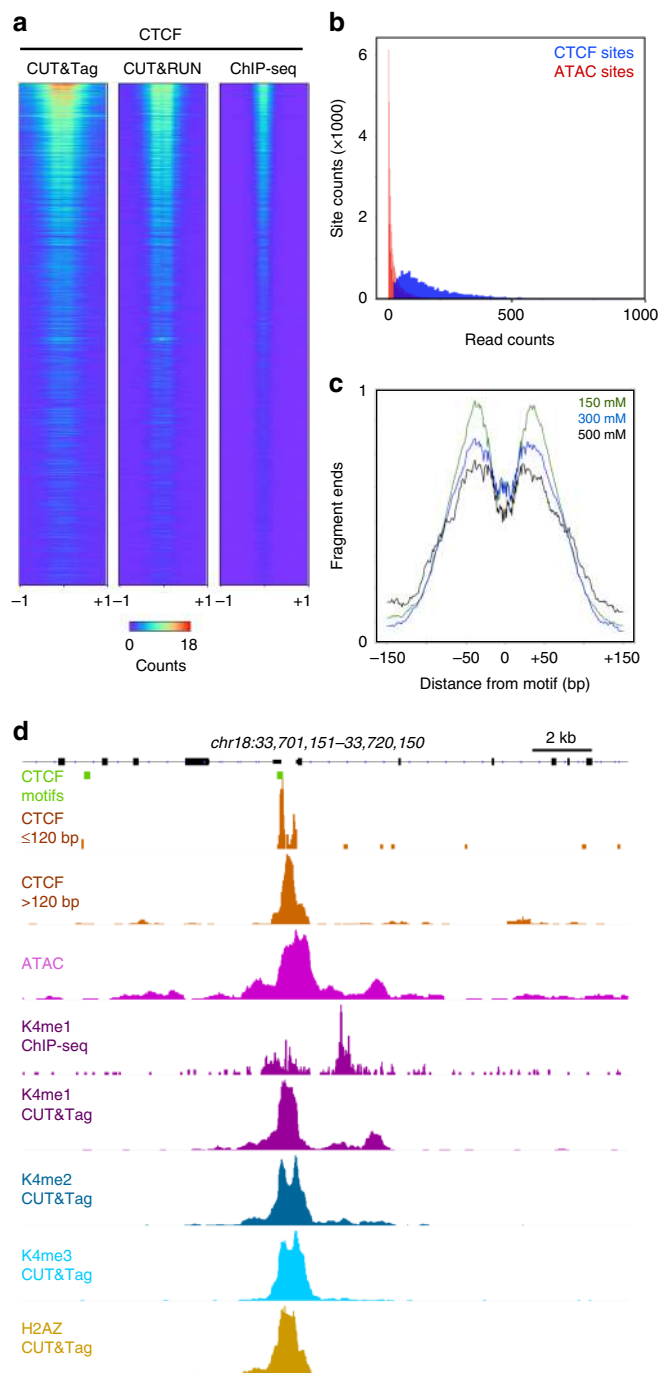 a
CTCF
CUT&Tag CUT&RUN ChIP-seq
–1 +1 –1 +1 –1 +1
0 18
Counts
b
CTCF sites
ATAC sites
Site counts (×1000)
6
4
2
0
0 500 1000
Read counts
c
150 mM
300 mM
500 mM
Fragment ends
1
0
–150 –50 0 +50 +150
Distance from motif (bp)
d
chr18:33,701,151–33,720,150
2 kb
CTCF
motifs
CTCF
≤120 bp
CTCF
>120 bp
ATAC
K4me1
ChIP-seq
K4me1
CUT&Tag
K4me2
CUT&Tag
K4me3
CUT&Tag
H2AZ
CUT&Tag